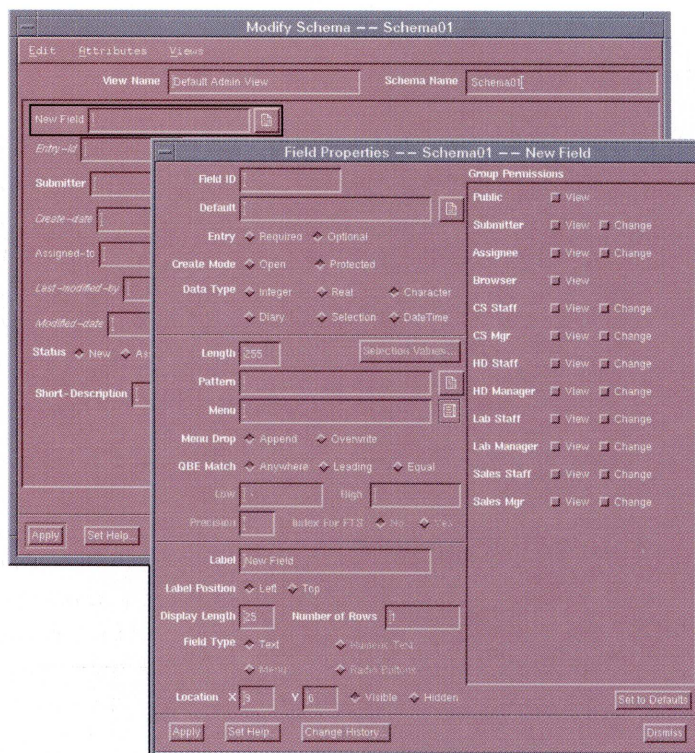 Modify Schema -- Schema01
Edit Attributes Views
View Name Default Admin View Schema Name Schema01
New Field
Entry-Id
Submitter
Create-date
Assigned-to
Last-modified-by
Modified-date
Status New As
Short-Description
Apply Set Help...
Field Properties -- Schema01 -- New Field
Field ID
Default
Entry Required Optional
Create Mode Open Protected
Data Type Integer Real Character
Diary Selection DateTime
Length 255 Selection Values...
Pattern
Menu
Menu Drop Append Overwrite
QBE Match Anywhere Leading Equal
Low High
Precision Index For FTS No Yes
Label New Field
Label Position Left Top
Display Length 25 Number of Rows 1
Field Type Text Numeric Text
Menu Radio Buttons
Location X 9 Y 6 Visible Hidden
Apply Set Help... Change History...
Group Permissions
Public View
Submitter View Change
Assignee View Change
Browser View
CS Staff View Change
CS Mgr View Change
HD Staff View Change
HD Manager View Change
Lab Staff View Change
Lab Manager View Change
Sales Staff View Change
Sales Mgr View Change
Set to Defaults
Dismiss